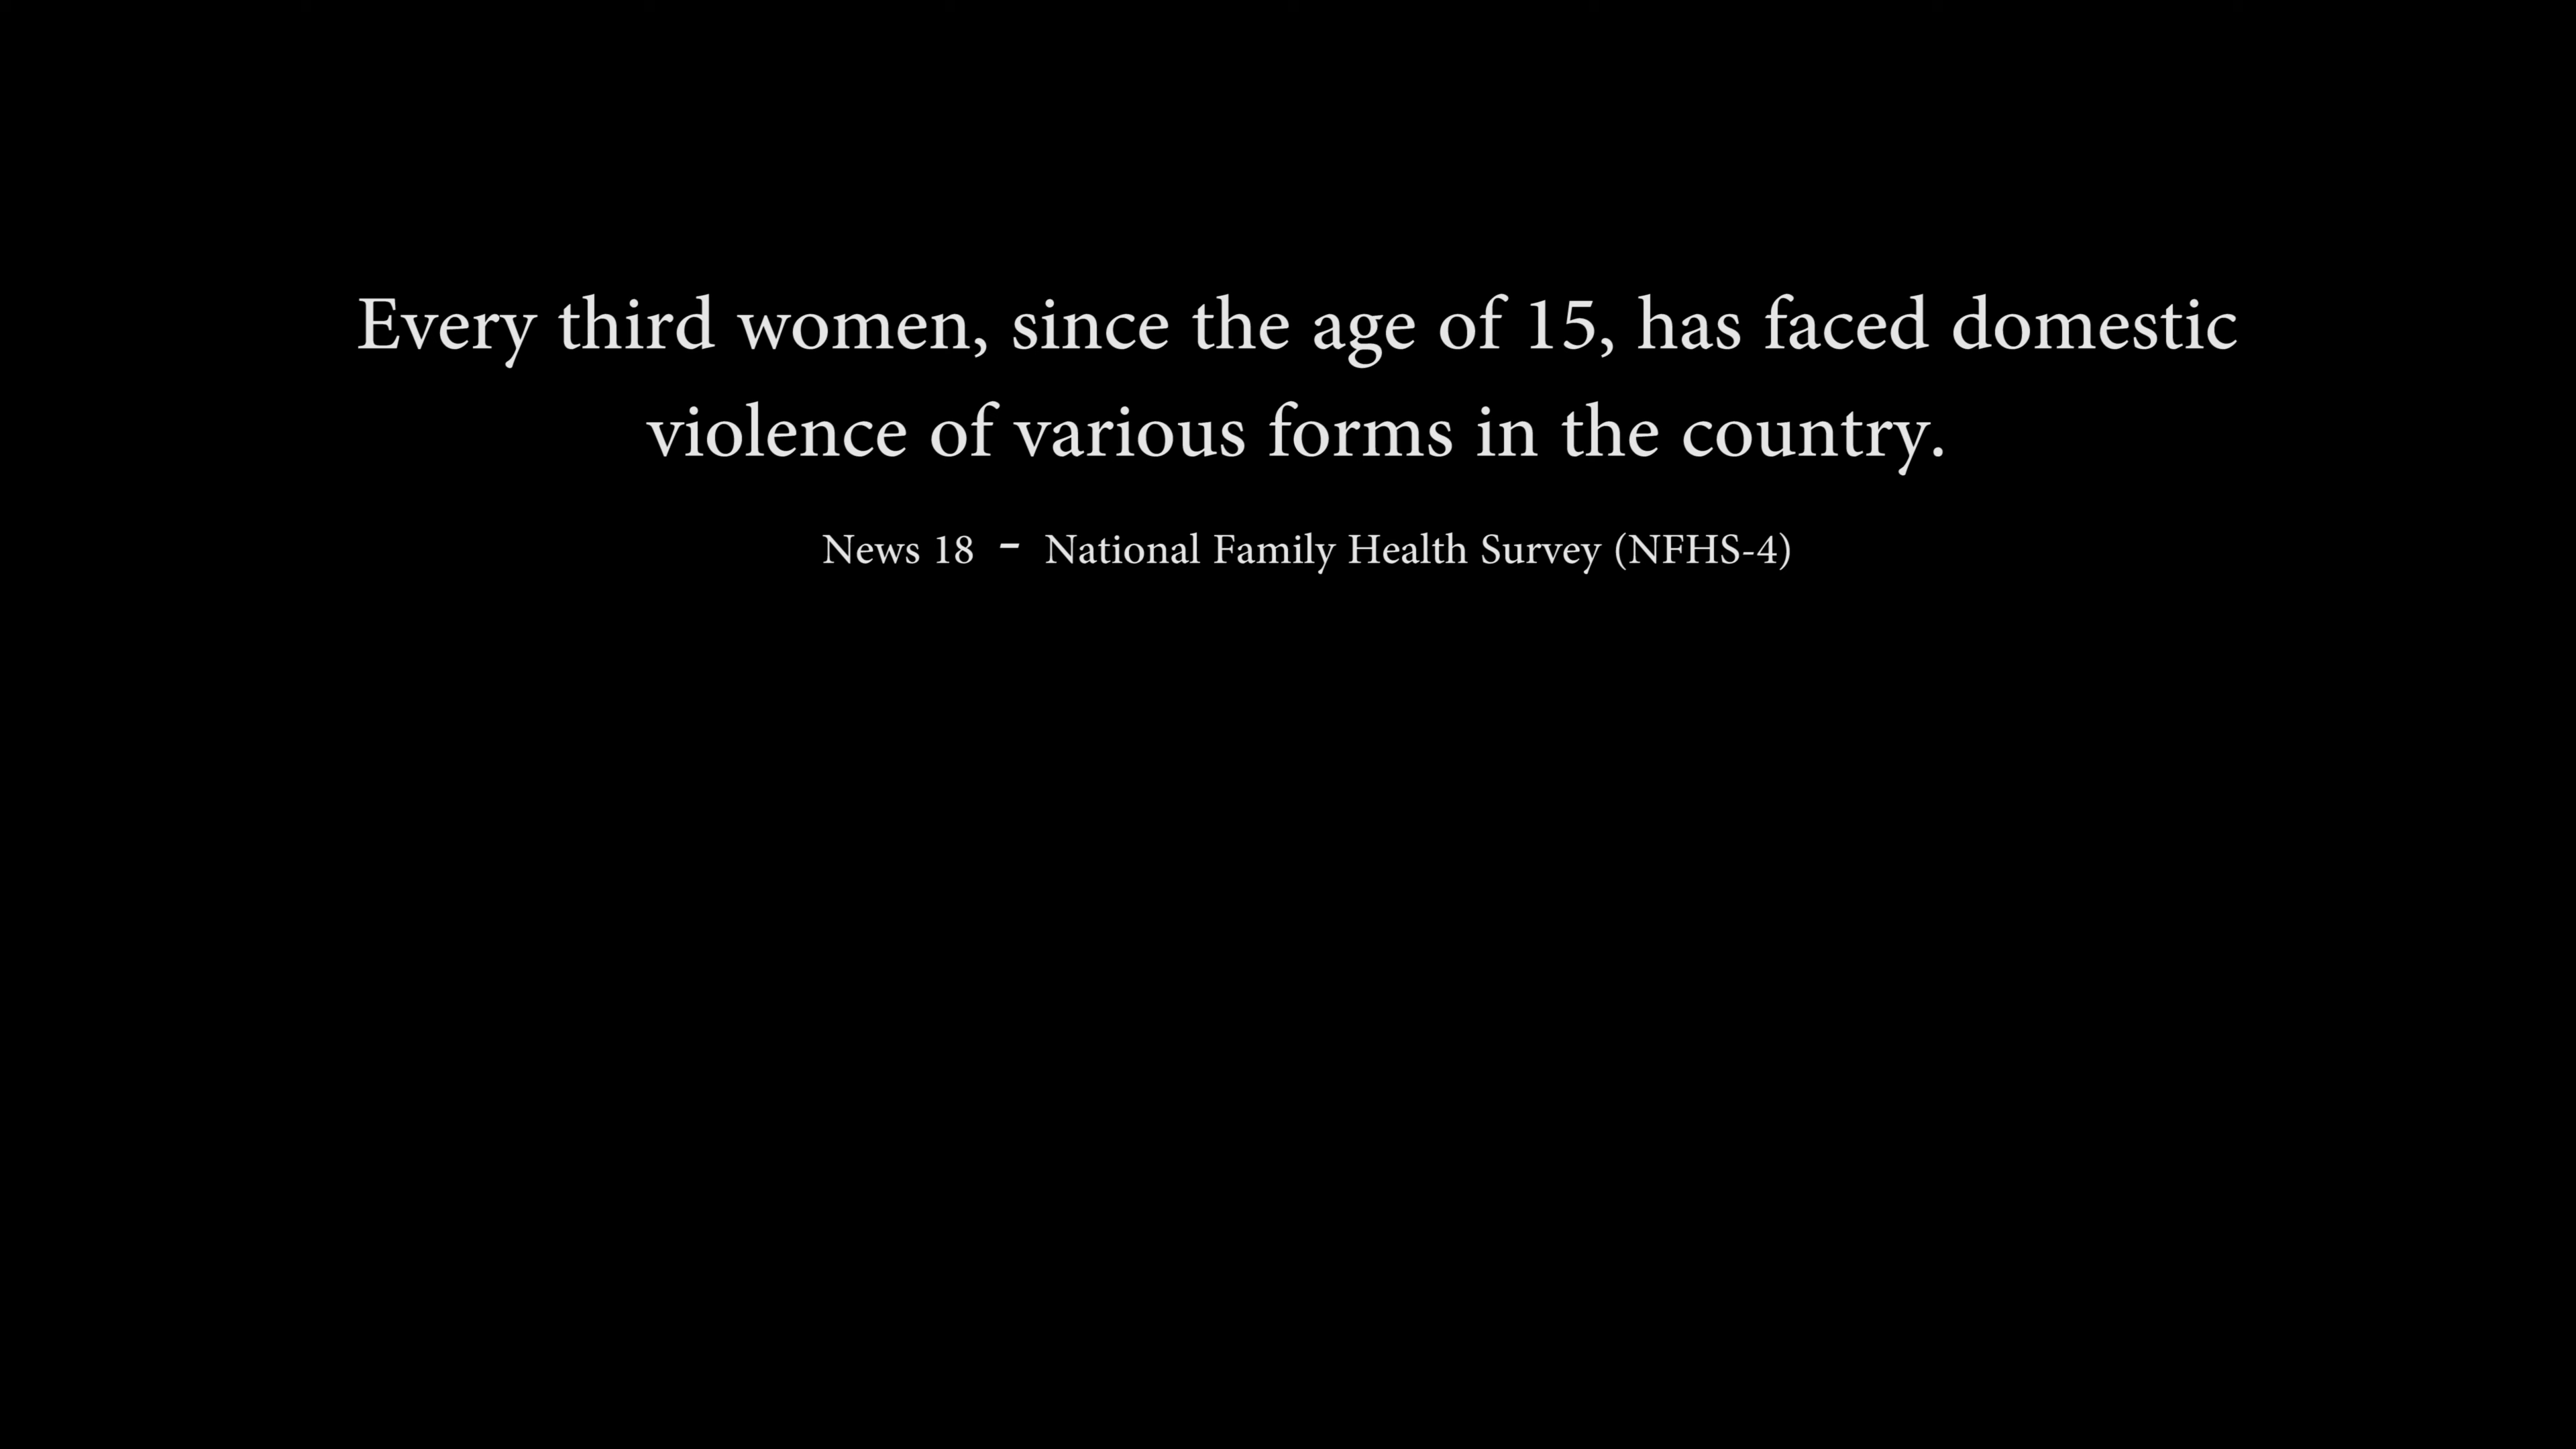 Every third women, since the age of 15, has faced domestic
violence of various forms in the country.
News 18 - National Family Health Survey (NFHS-4)